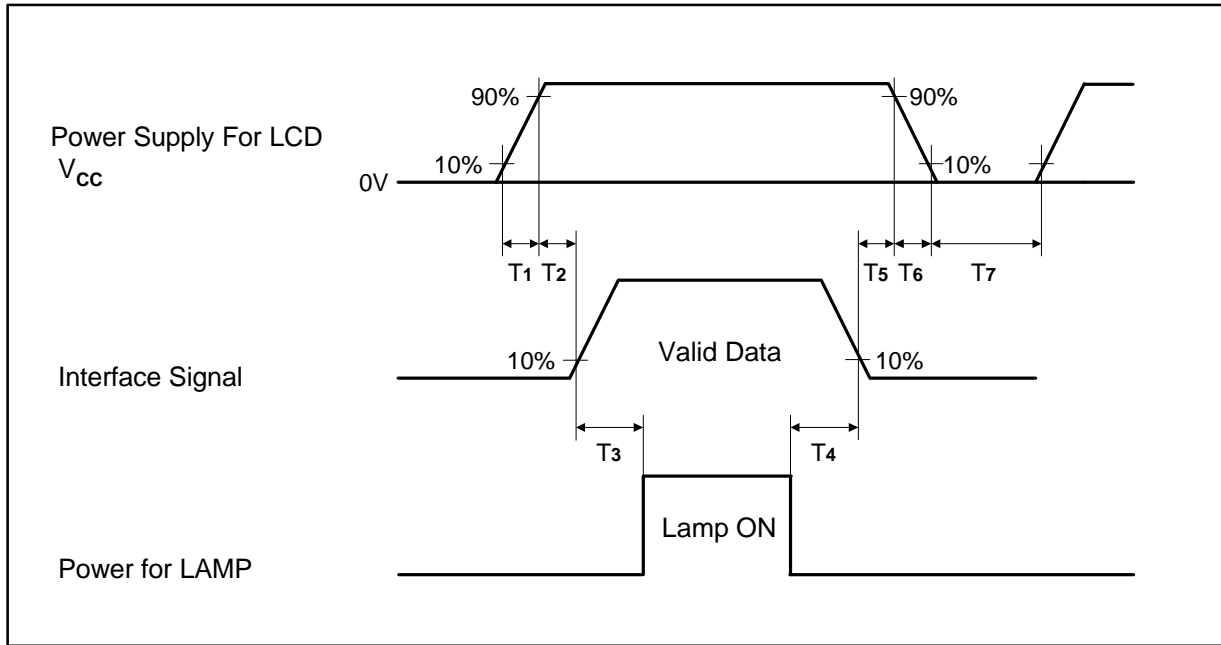 90%
90%
Power Supply For LCD
VCC
10%
10%
0V
T1 T2
T5 T6 T7
Valid Data
10%
10%
Interface Signal
T3
T4
Lamp ON
Power for LAMP